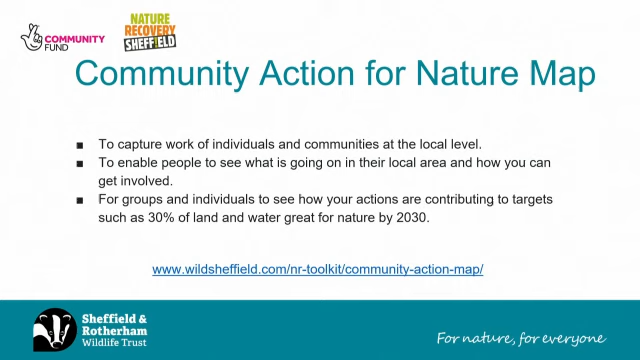 COMMUNITY
FUND
NATURE
RECOVERY
SHEFFIELD
Community Action for Nature Map
To capture work of individuals and communities at the local level.
To enable people to see what is going on in their local area and how you can
get involved.
For groups and individuals to see how your actions are contributing to targets
such as 30% of land and water great for nature by 2030.
www.wildsheffield.com/nr-toolkit/community-action-map/
Sheffield &
Rotherham
Wildlife Trust
For nature, for everyone